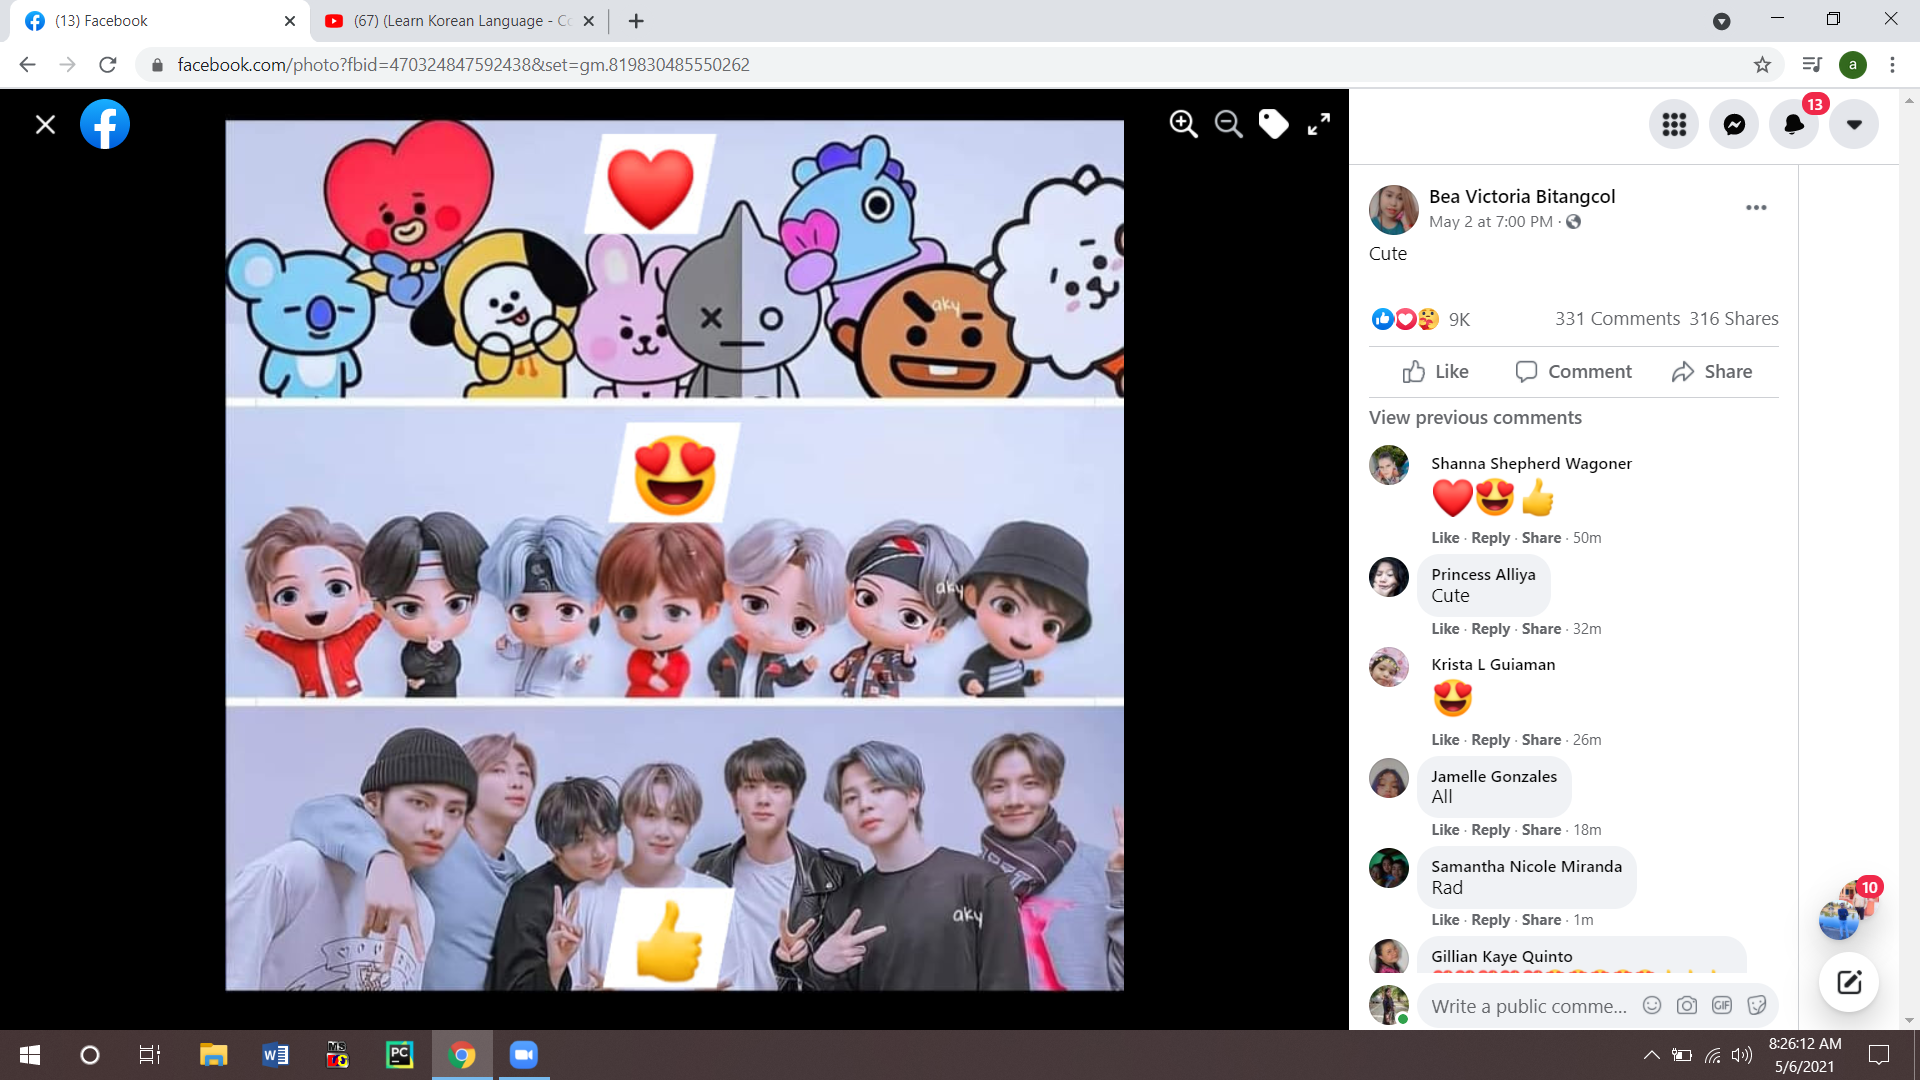 (13) Facebook
(67) (Learn Korean Language - Co
facebook.com/photo?fbid=470324847592438&set=gm.819830485550262
a
13
Bea Victoria Bitangcol
May 2 at 7:00 PM ·
Cute
9K 331 Comments 316 Shares
Like Comment Share
View previous comments
Shanna Shepherd Wagoner
Like · Reply · Share · 50m
Princess Alliya
Cute
Like · Reply · Share · 32m
Krista L Guiaman
Like · Reply · Share · 26m
Jamelle Gonzales
All
Like · Reply · Share · 18m
Samantha Nicole Miranda
Rad
Like · Reply · Share · 1m
Gillian Kaye Quinto
Write a public comme...
GIF
10
aky
aky
aky
W
MS
PC
8:26:12 AM
5/6/2021